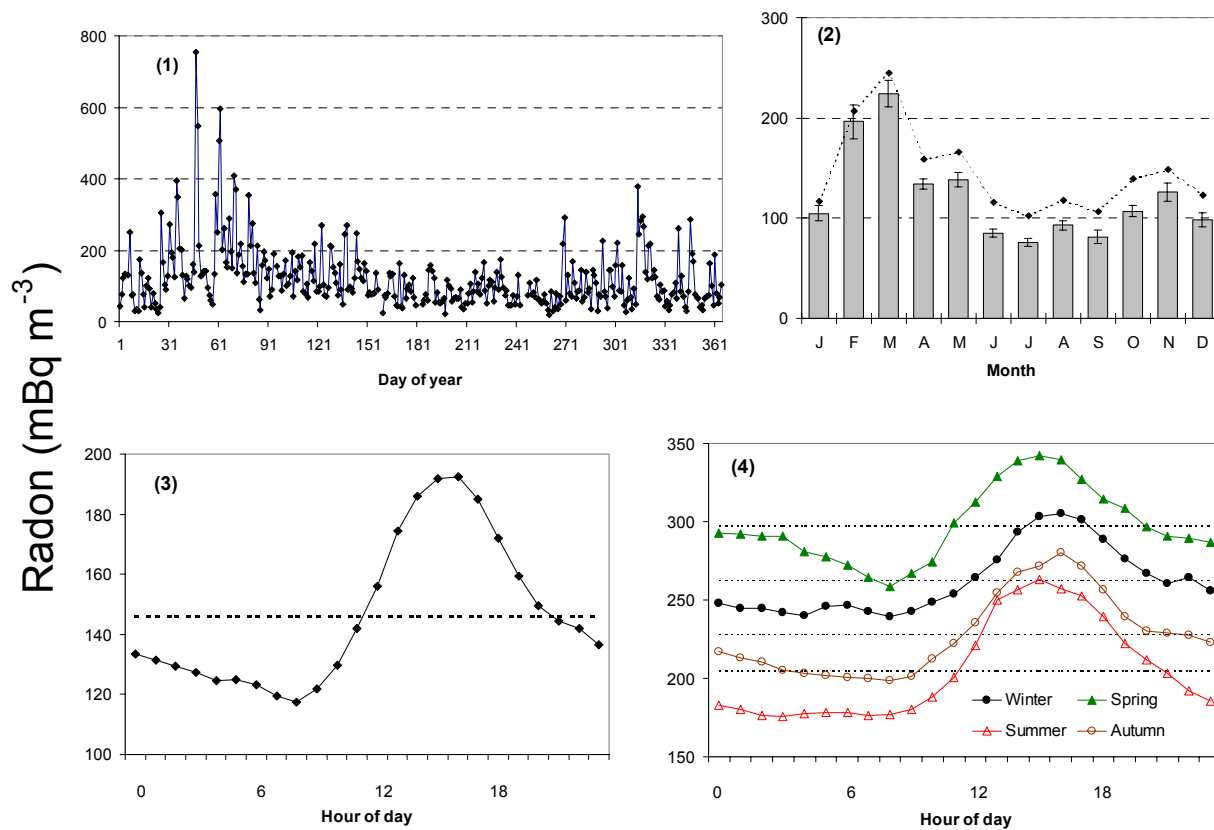 Radon (mBq m⁻³)
(1)
800
600
400
200
0
1 31 61 91 121 151 181 211 241 271 301 331 361
Day of year
(2)
300
200
100
0
J F M A M J J A S O N D
Month
(3)
200
180
160
140
120
100
0 6 12 18
Hour of day
(4)
350
300
250
200
150
Winter Spring
Summer Autumn
0 6 12 18
Hour of day